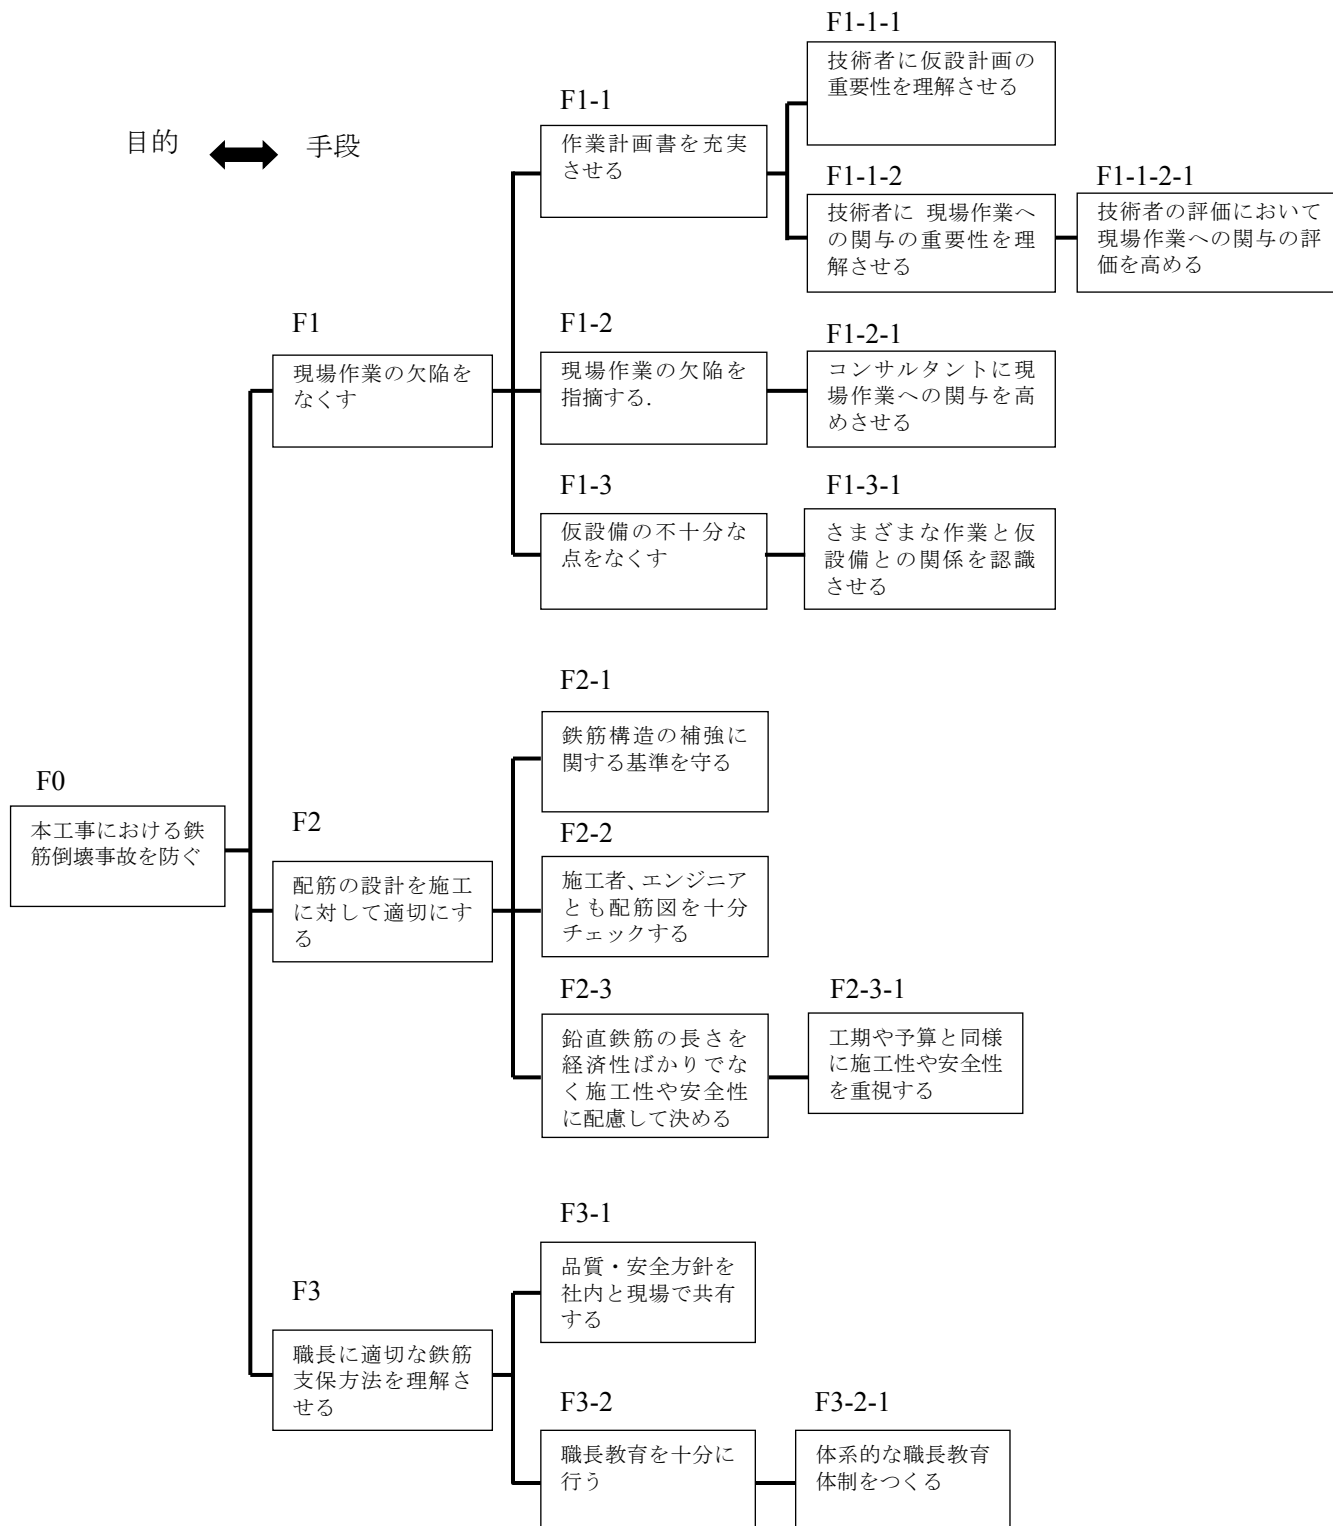 目的 手段
F1-1-1
技術者に仮設計画の
重要性を理解させる
F1-1
作業計画書を充実
させる
F1-1-2
技術者に 現場作業へ
の関与の重要性を理
解させる
F1-1-2-1
技術者の評価において
現場作業への関与の評
価を高める
F1
現場作業の欠陥を
なくす
F1-2
現場作業の欠陥を
指摘する.
F1-2-1
コンサルタントに現
場作業への関与を高
めさせる
F1-3
仮設備の不十分な
点をなくす
F1-3-1
さまざまな作業と仮
設備との関係を認識
させる
F0
本工事における鉄
筋倒壊事故を防ぐ
F2
配筋の設計を施工
に対して適切にす
る
F2-1
鉄筋構造の補強に
関する基準を守る
F2-2
施工者、エンジニア
とも配筋図を十分
チェックする
F2-3
鉛直鉄筋の長さを
経済性ばかりでな
く施工性や安全性
に配慮して決める
F2-3-1
工期や予算と同様
に施工性や安全性
を重視する
F3
職長に適切な鉄筋
支保方法を理解さ
せる
F3-1
品質・安全方針を
社内と現場で共有
する
F3-2
職長教育を十分に
行う
F3-2-1
体系的な職長教育
体制をつくる